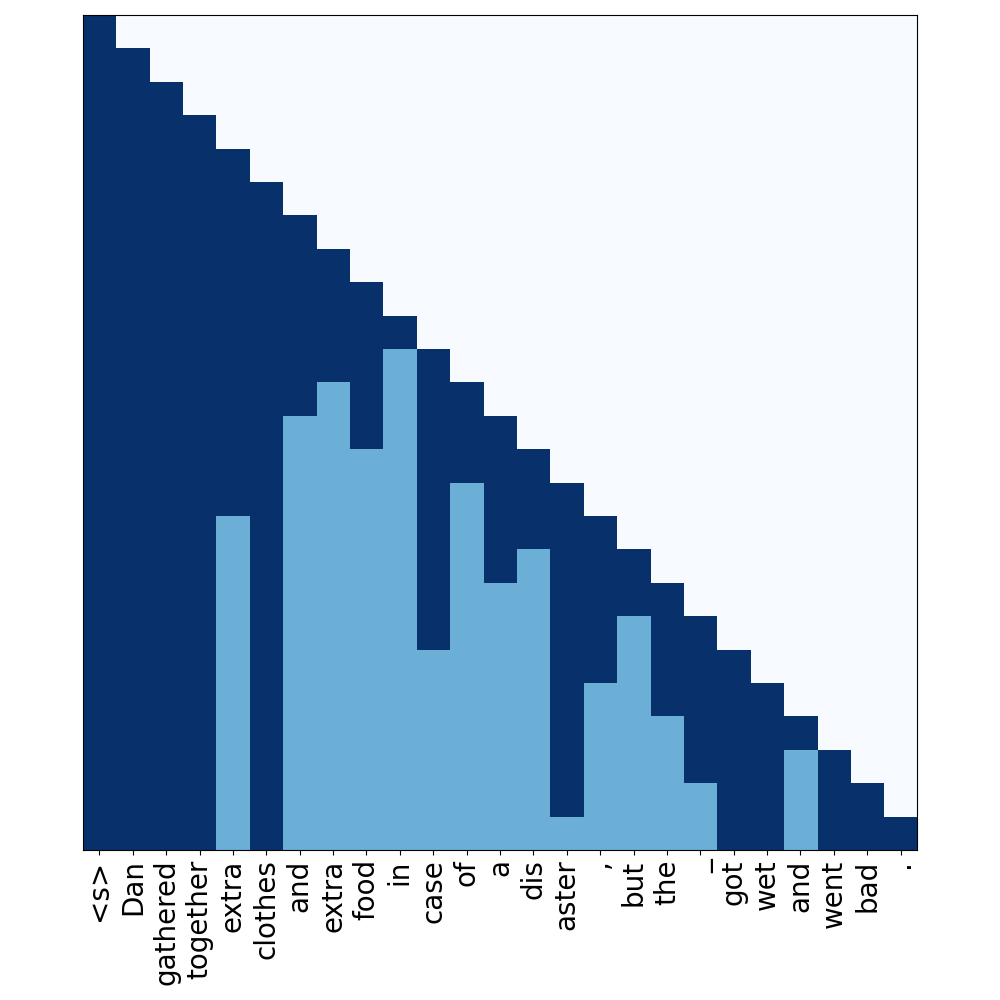 <s>
Dan
gathered
together
extra
clothes
and
extra
food
in
case
of
a
dis
aster
,
but
the
_
got
wet
and
went
bad
.